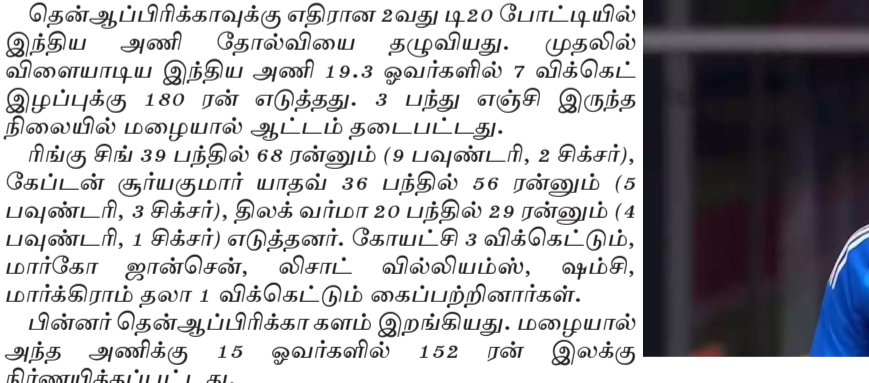 தென்ஆப்பிரிக்காவுக்கு எதிரான 2வது டி20 போட்டியில்
இந்திய அணி தோல்வியை தழுவியது. முதலில்
விளையாடிய இந்திய அணி 19.3 ஓவர்களில் 7 விக்கெட்
இழப்புக்கு 180 ரன் எடுத்தது. 3 பந்து எஞ்சி இருந்த
நிலையில் மழையால் ஆட்டம் தடைபட்டது.
ரிங்கு சிங் 39 பந்தில் 68 ரன்னும் (9 பவுண்டரி, 2 சிக்சர்),
கேப்டன் சூர்யகுமார் யாதவ் 36 பந்தில் 56 ரன்னும் (5
பவுண்டரி, 3 சிக்சர்), திலக் வர்மா 20 பந்தில் 29 ரன்னும் (4
பவுண்டரி, 1 சிக்சர்) எடுத்தனர். கோயட்சி 3 விக்கெட்டும்,
மார்கோ ஜான்சென், லிசாட் வில்லியம்ஸ், ஷம்சி,
மார்க்கிராம் தலா 1 விக்கெட்டும் கைப்பற்றினார்கள்.
பின்னர் தென்ஆப்பிரிக்கா களம் இறங்கியது. மழையால்
அந்த அணிக்கு 15 ஓவர்களில் 152 ரன் இலக்கு
நிர்ணயிக்கப்பட்டது.